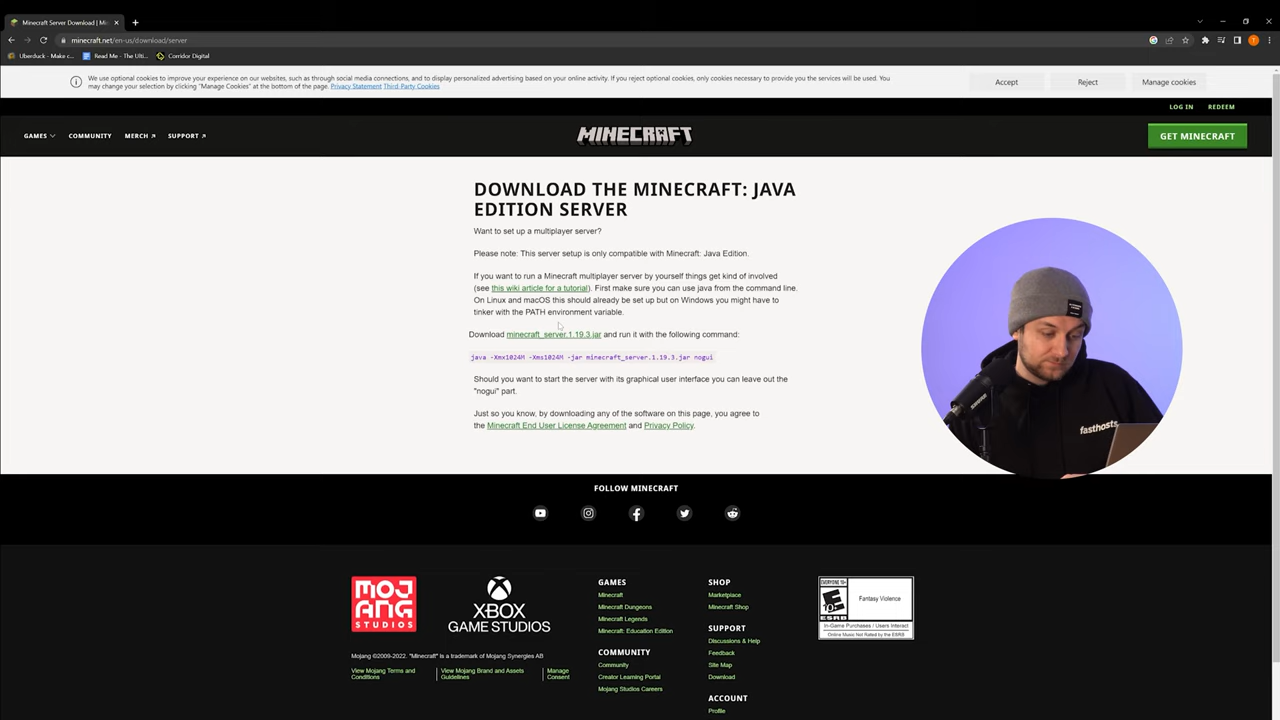 Minecraft Server Download | Mi
minecraft.net/en-us/download/server
T
Uberduck - Make c...
Read Me - The Ulti...
Corridor Digital
We use optional cookies to improve your experience on our websites, such as through social media connections, and to display personalized advertising based on your online activity. If you reject optional cookies, only cookies necessary to provide you the services will be used. You
may change your selection by clicking "Manage Cookies" at the bottom of the page. Privacy Statement Third-Party Cookies
Accept
Reject
Manage cookies
LOG IN
REDEEM
GAMES
COMMUNITY
MERCH
SUPPORT
MINECRAFT
GET MINECRAFT
DOWNLOAD THE MINECRAFT: JAVA
EDITION SERVER
Want to set up a multiplayer server?
Please note: This server setup is only compatible with Minecraft: Java Edition.
If you want to run a Minecraft multiplayer server by yourself things get kind of involved
(see this wiki article for a tutorial). First make sure you can use java from the command line.
On Linux and macOS this should already be set up but on Windows you might have to
tinker with the PATH environment variable.
Download minecraft_server.1.19.3.jar and run it with the following command:
java -Xmx1024M -Xms1024M -jar minecraft_server.1.19.3.jar nogui
Should you want to start the server with its graphical user interface you can leave out the
"nogui" part.
Just so you know, by downloading any of the software on this page, you agree to
the Minecraft End User License Agreement and Privacy Policy.
fasthosts
FOLLOW MINECRAFT
MOJANG
STUDIOS
XBOX
GAME STUDIOS
GAMES
Minecraft
Minecraft Dungeons
Minecraft Legends
Minecraft: Education Edition
COMMUNITY
Community
Creator Learning Portal
Mojang Studios Careers
SHOP
Marketplace
Minecraft Shop
SUPPORT
Discussions & Help
Feedback
Site Map
Download
ACCOUNT
Profile
EVERYONE 10+
E
10+
ESRB
Fantasy Violence
In-Game Purchases / Users Interact
Online Music Not Rated by the ESRB
Mojang ©2009-2022. "Minecraft" is a trademark of Mojang Synergies AB
View Mojang Terms and
Conditions
View Mojang Brand and Assets
Guidelines
Manage
Consent